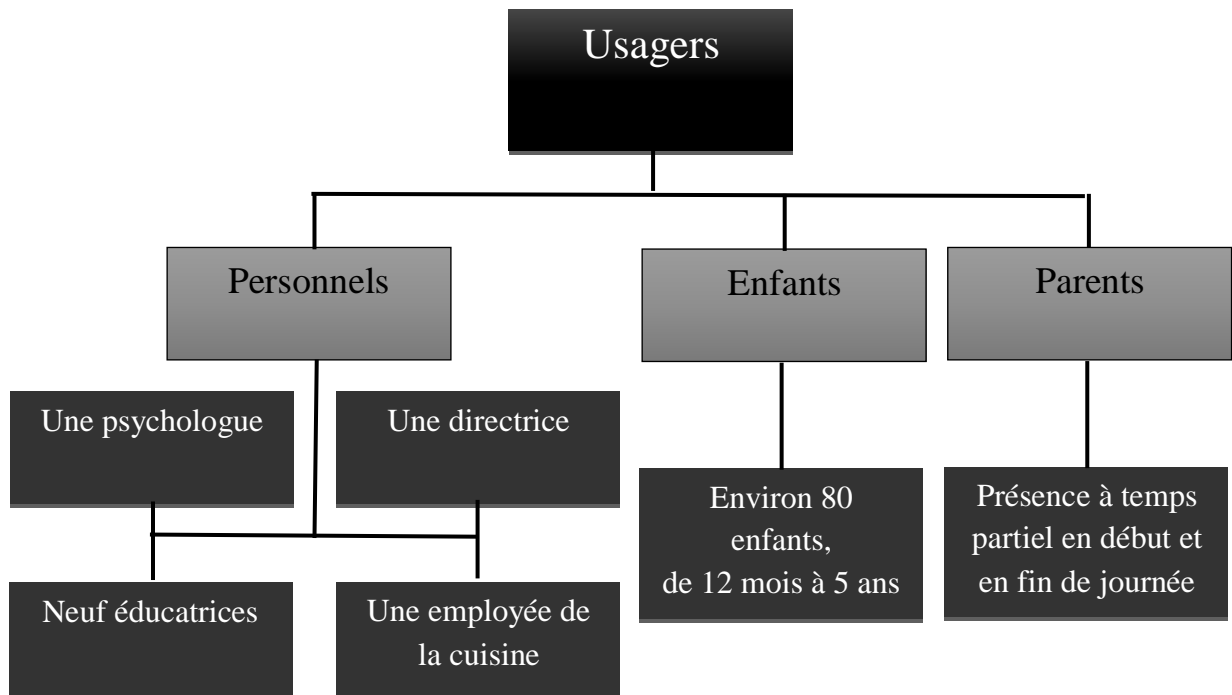 Usagers
Personnels
Enfants
Parents
Une psychologue
Une directrice
Neuf éducatrices
Une employée de
la cuisine
Environ 80
enfants,
de 12 mois à 5 ans
Présence à temps
partiel en début et
en fin de journée